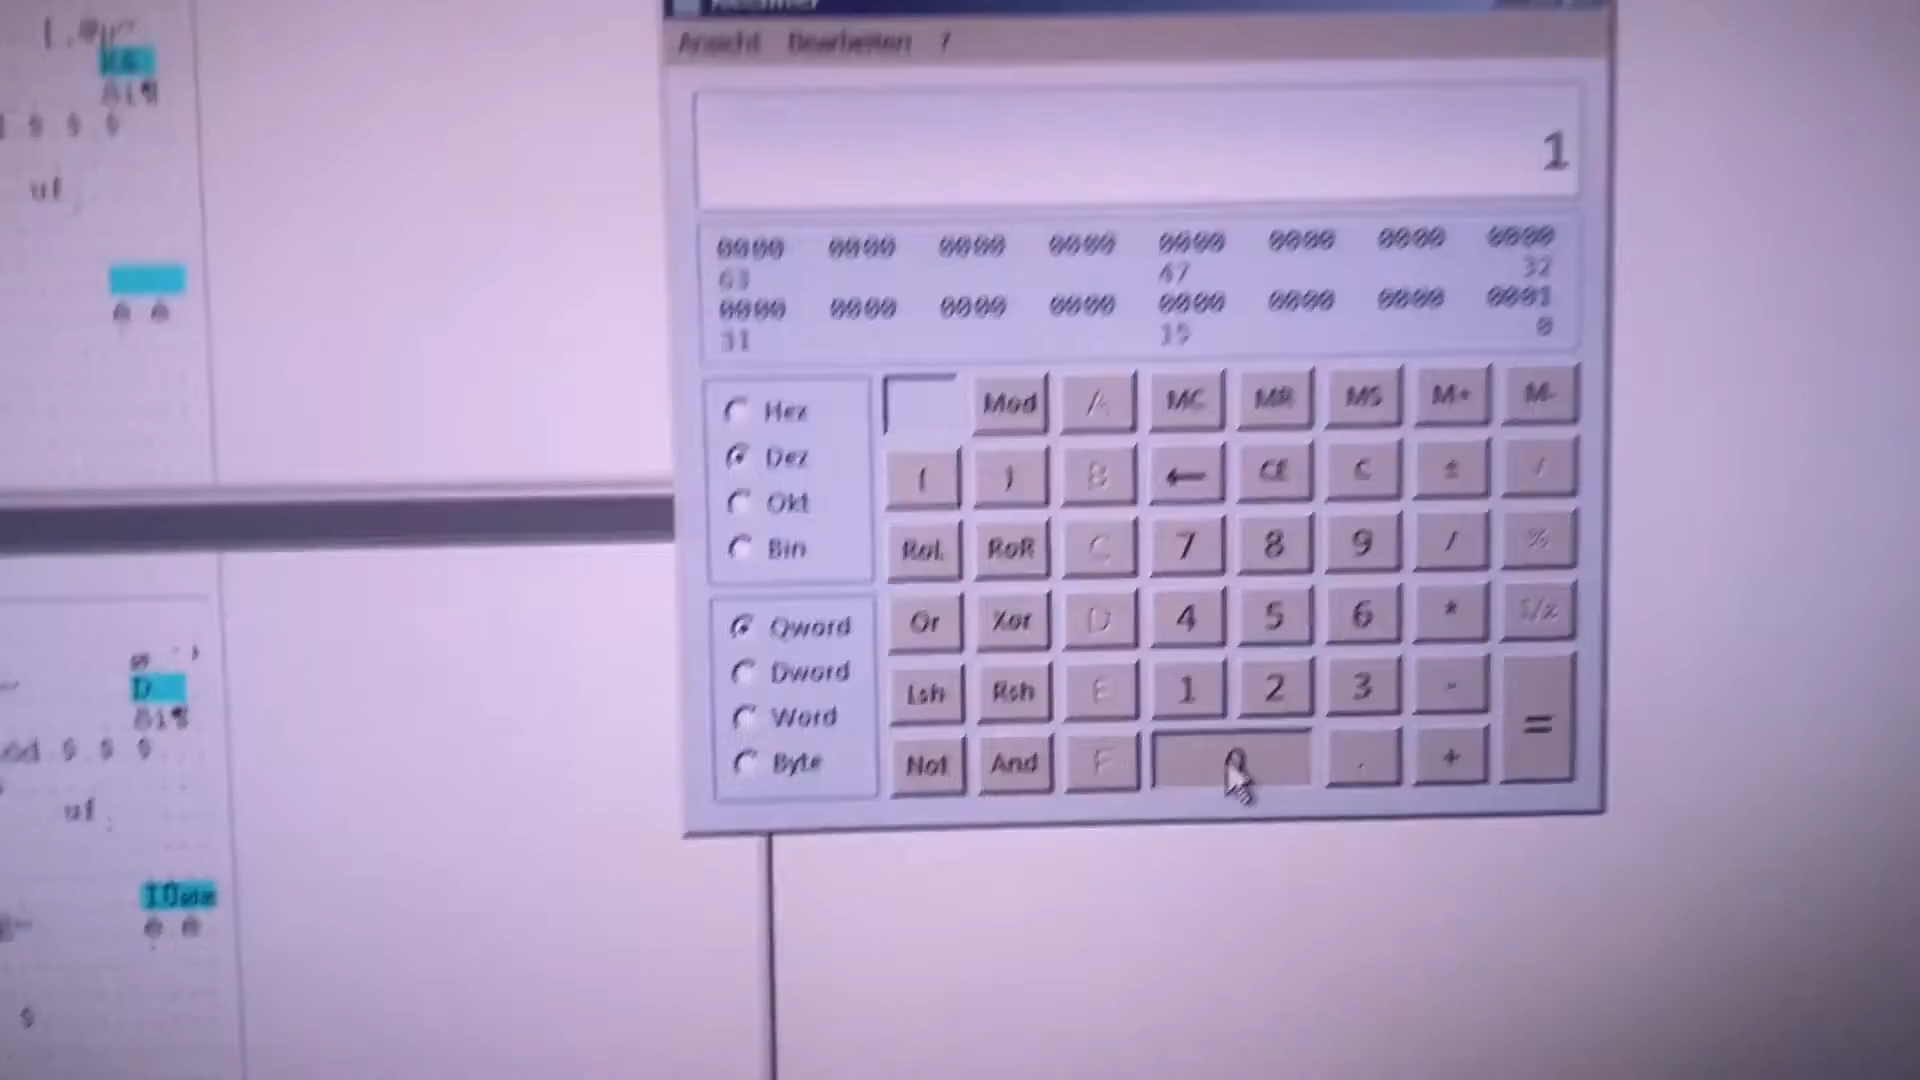 Ansicht Bearbeiten ?
1
0000 0000 0000 0000 0000 0000 0000 0000
63 47 32
0000 0000 0000 0000 0000 0000 0000 0001
31 15 0
Hex
Dez
Okt
Bin
Qword
Dword
Word
Byte
Mod A MC MR MS M+ M-
( ) B ← CE C ±
RoL RoR C 7 8 9 / %
Or Xor D 4 5 6 * 1/x
Lsh Rsh E 1 2 3 - =
Not And F 0 . +
uf
D
uf